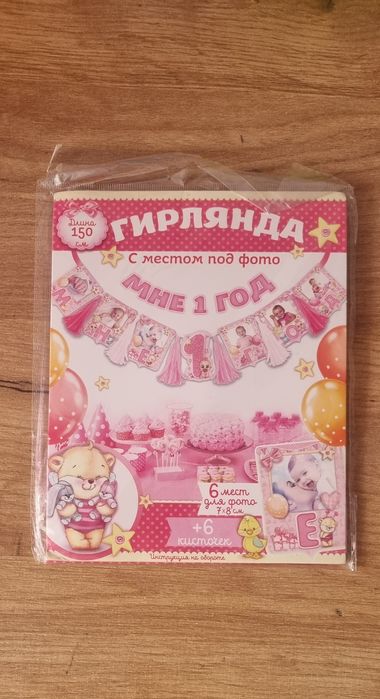 Длина
150
см
ГИРЛЯНДА
С местом под фото
МНЕ 1 ГОД
М Н Е 1 Г О Д
6 мест
для фото
7×8 см
Е
+6
кисточек
Инструкция на обороте